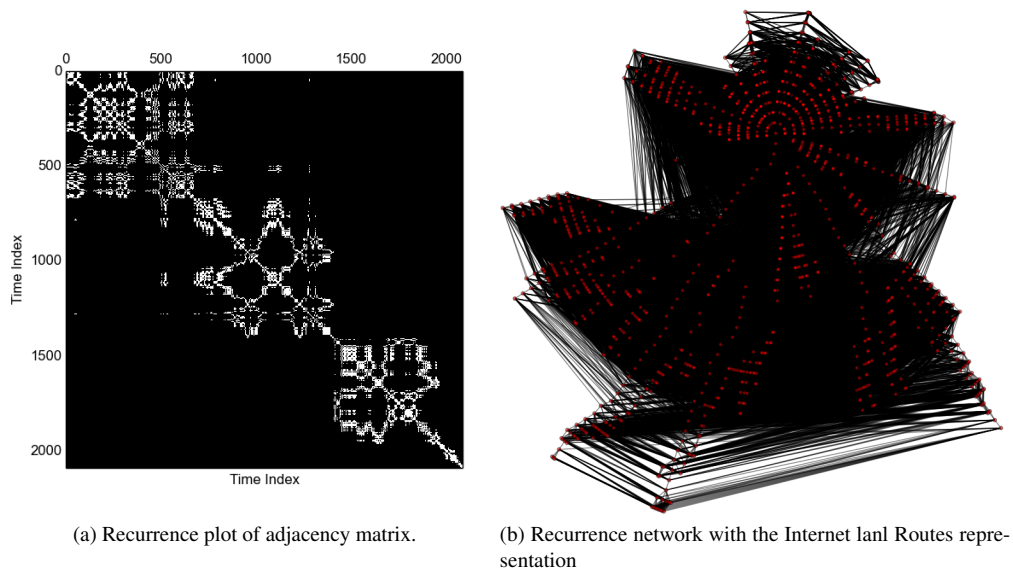 0 500 1000 1500 2000
0
500
1000
1500
2000
Time Index
Time Index
(a) Recurrence plot of adjacency matrix.
(b) Recurrence network with the Internet lanl Routes repre-
sentation